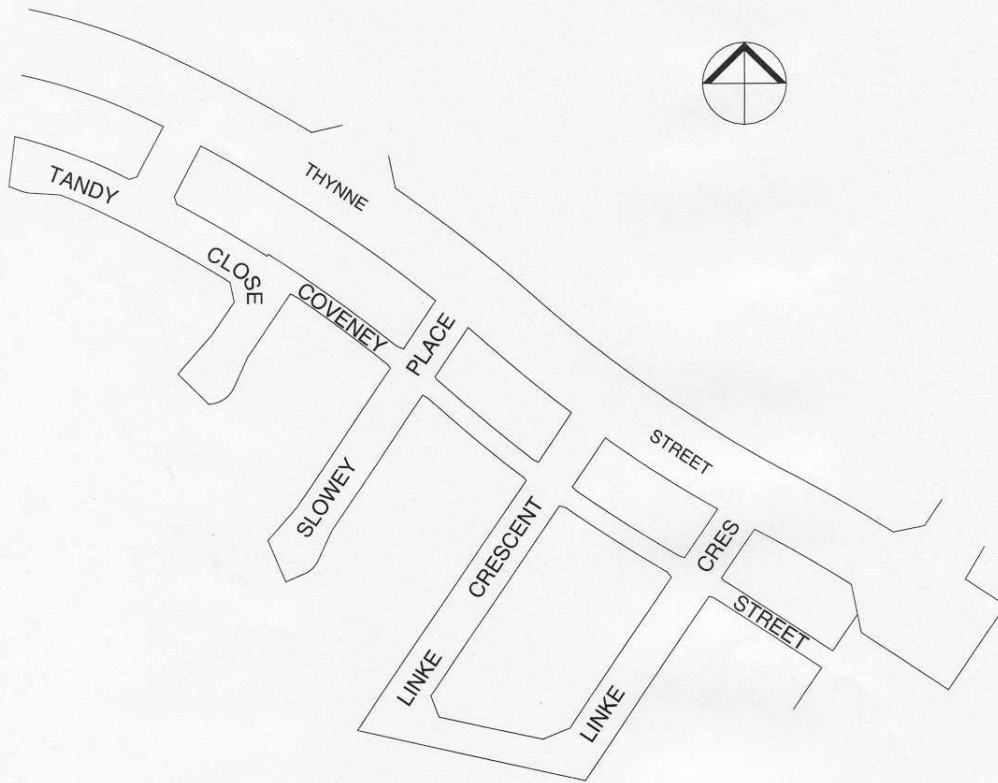 THYNNE
TANDY
CLOSE
COVENEY
PLACE
SLOWEY
STREET
CRESCENT
CRES
STREET
LINKE
LINKE